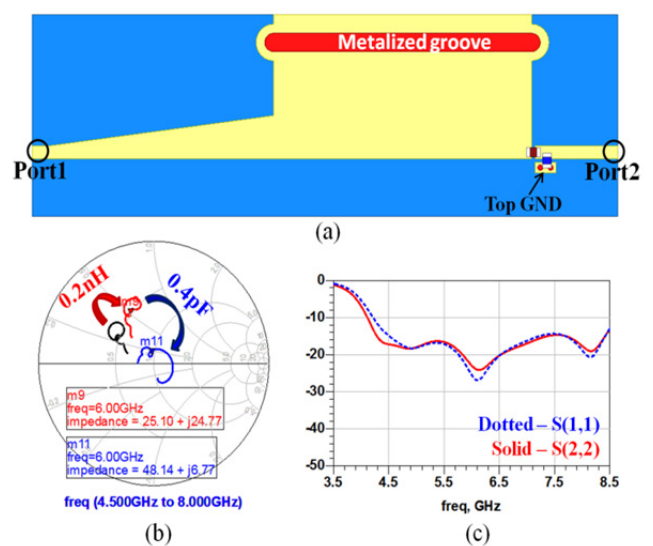 Metalized groove
Port1
Port2
Top GND
(a)
0.2nH
m9
0.4pF
m11
m9
freq=6.00GHz
impedance = 25.10 + j24.77
m11
freq=6.00GHz
impedance = 48.14 + j6.77
freq (4.500GHz to 8.000GHz)
(b)
0
-10
-20
-30
-40
-50
3.5
4.5
5.5
6.5
7.5
8.5
Dotted – S(1,1)
Solid – S(2,2)
freq, GHz
(c)